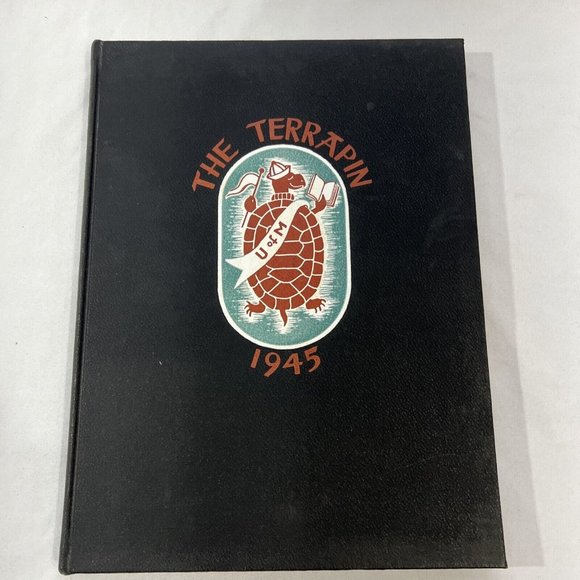 THE TERRAPIN
U of M
1945